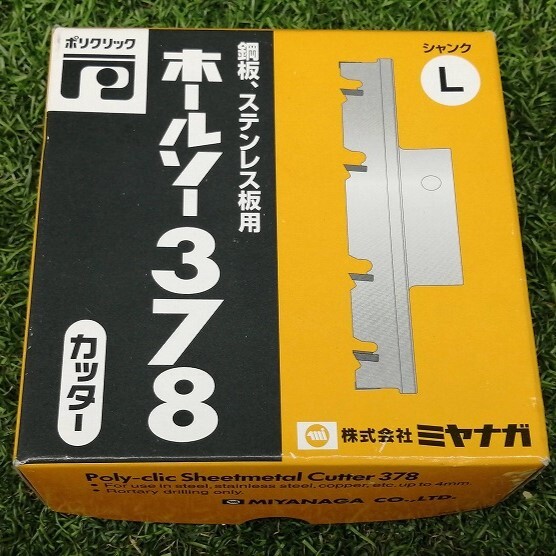 ポリクリック
鋼板、ステンレス板用
ホールソー378
カッター
シャンク
L
mi
株式会社 ミヤナガ
Poly-clic Sheetmetal Cutter 378
• For use in steel, stainless steel, copper, etc. up to 4mm.
• Rortary drilling only.
mi MIYANAGA CO.,LTD.